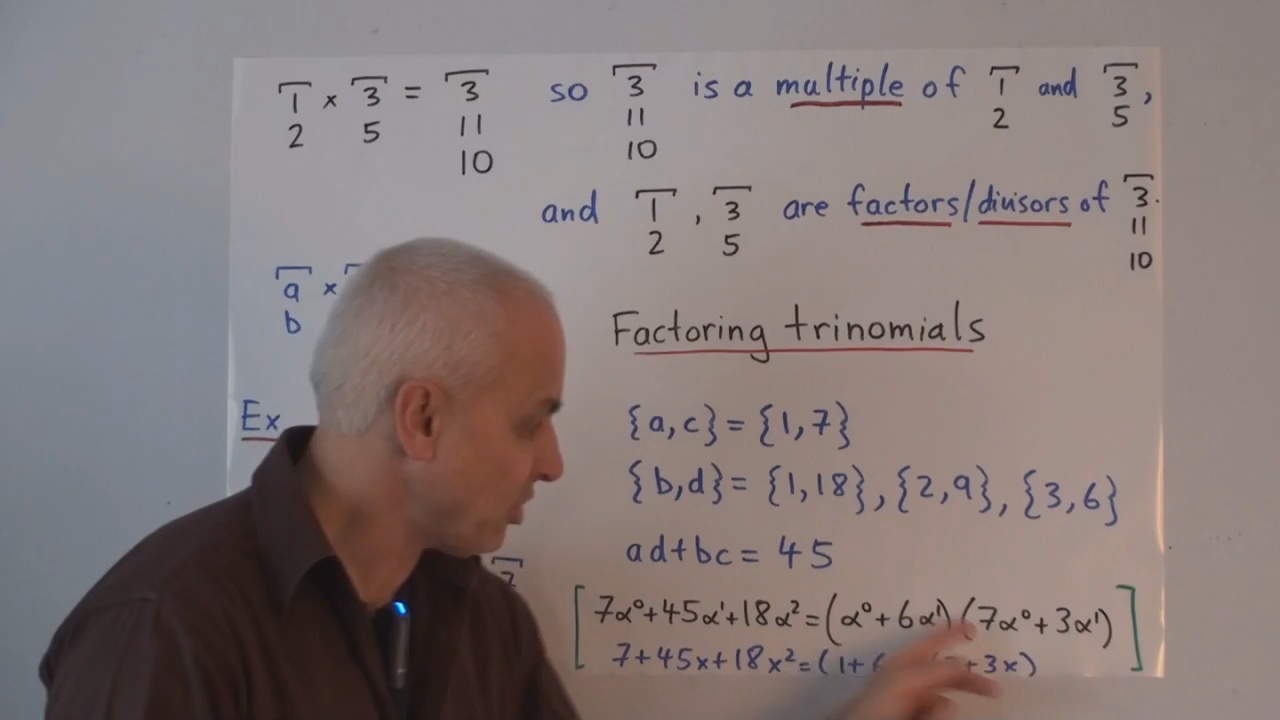 1 × 3 = 3 so 3 is a multiple of 1 and 3,
2 5 11 11 2 5
10 10
and 1 , 3 are factors/divisors of 3.
2 5 11
10
a ×
b
Factoring trinomials
Ex
{a,c} = {1,7}
{b,d} = {1,18}, {2,9}, {3,6}
ad+bc = 45
7α⁰+45α¹+18α²=(α⁰+6α¹)(7α⁰+3α¹)
7+45x+18x²=(1+ +3x)